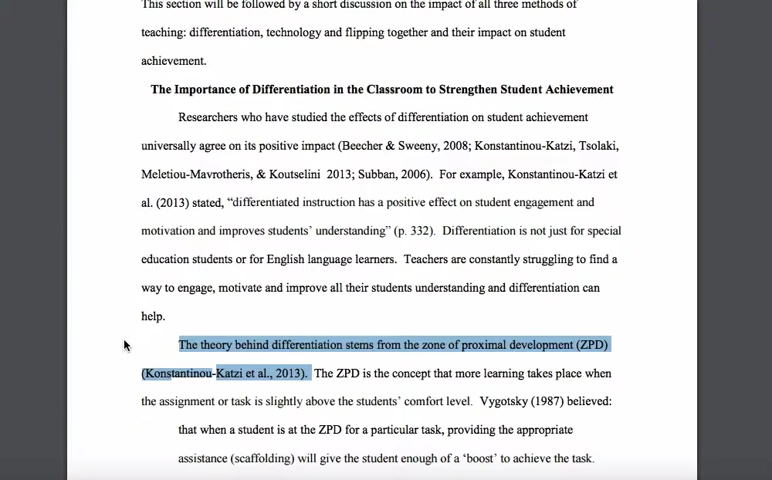 This section will be followed by a short discussion on the impact of all three methods of
teaching: differentiation, technology and flipping together and their impact on student
achievement.
The Importance of Differentiation in the Classroom to Strengthen Student Achievement
Researchers who have studied the effects of differentiation on student achievement
universally agree on its positive impact (Beecher & Sweeny, 2008; Konstantinou-Katzi, Tsolaki,
Meletiou-Mavrotheris, & Koutselini 2013; Subban, 2006). For example, Konstantinou-Katzi et
al. (2013) stated, “differentiated instruction has a positive effect on student engagement and
motivation and improves students’ understanding” (p. 332). Differentiation is not just for special
education students or for English language learners. Teachers are constantly struggling to find a
way to engage, motivate and improve all their students understanding and differentiation can
help.
The theory behind differentiation stems from the zone of proximal development (ZPD)
(Konstantinou-Katzi et al., 2013). The ZPD is the concept that more learning takes place when
the assignment or task is slightly above the students’ comfort level. Vygotsky (1987) believed:
that when a student is at the ZPD for a particular task, providing the appropriate
assistance (scaffolding) will give the student enough of a ‘boost’ to achieve the task.